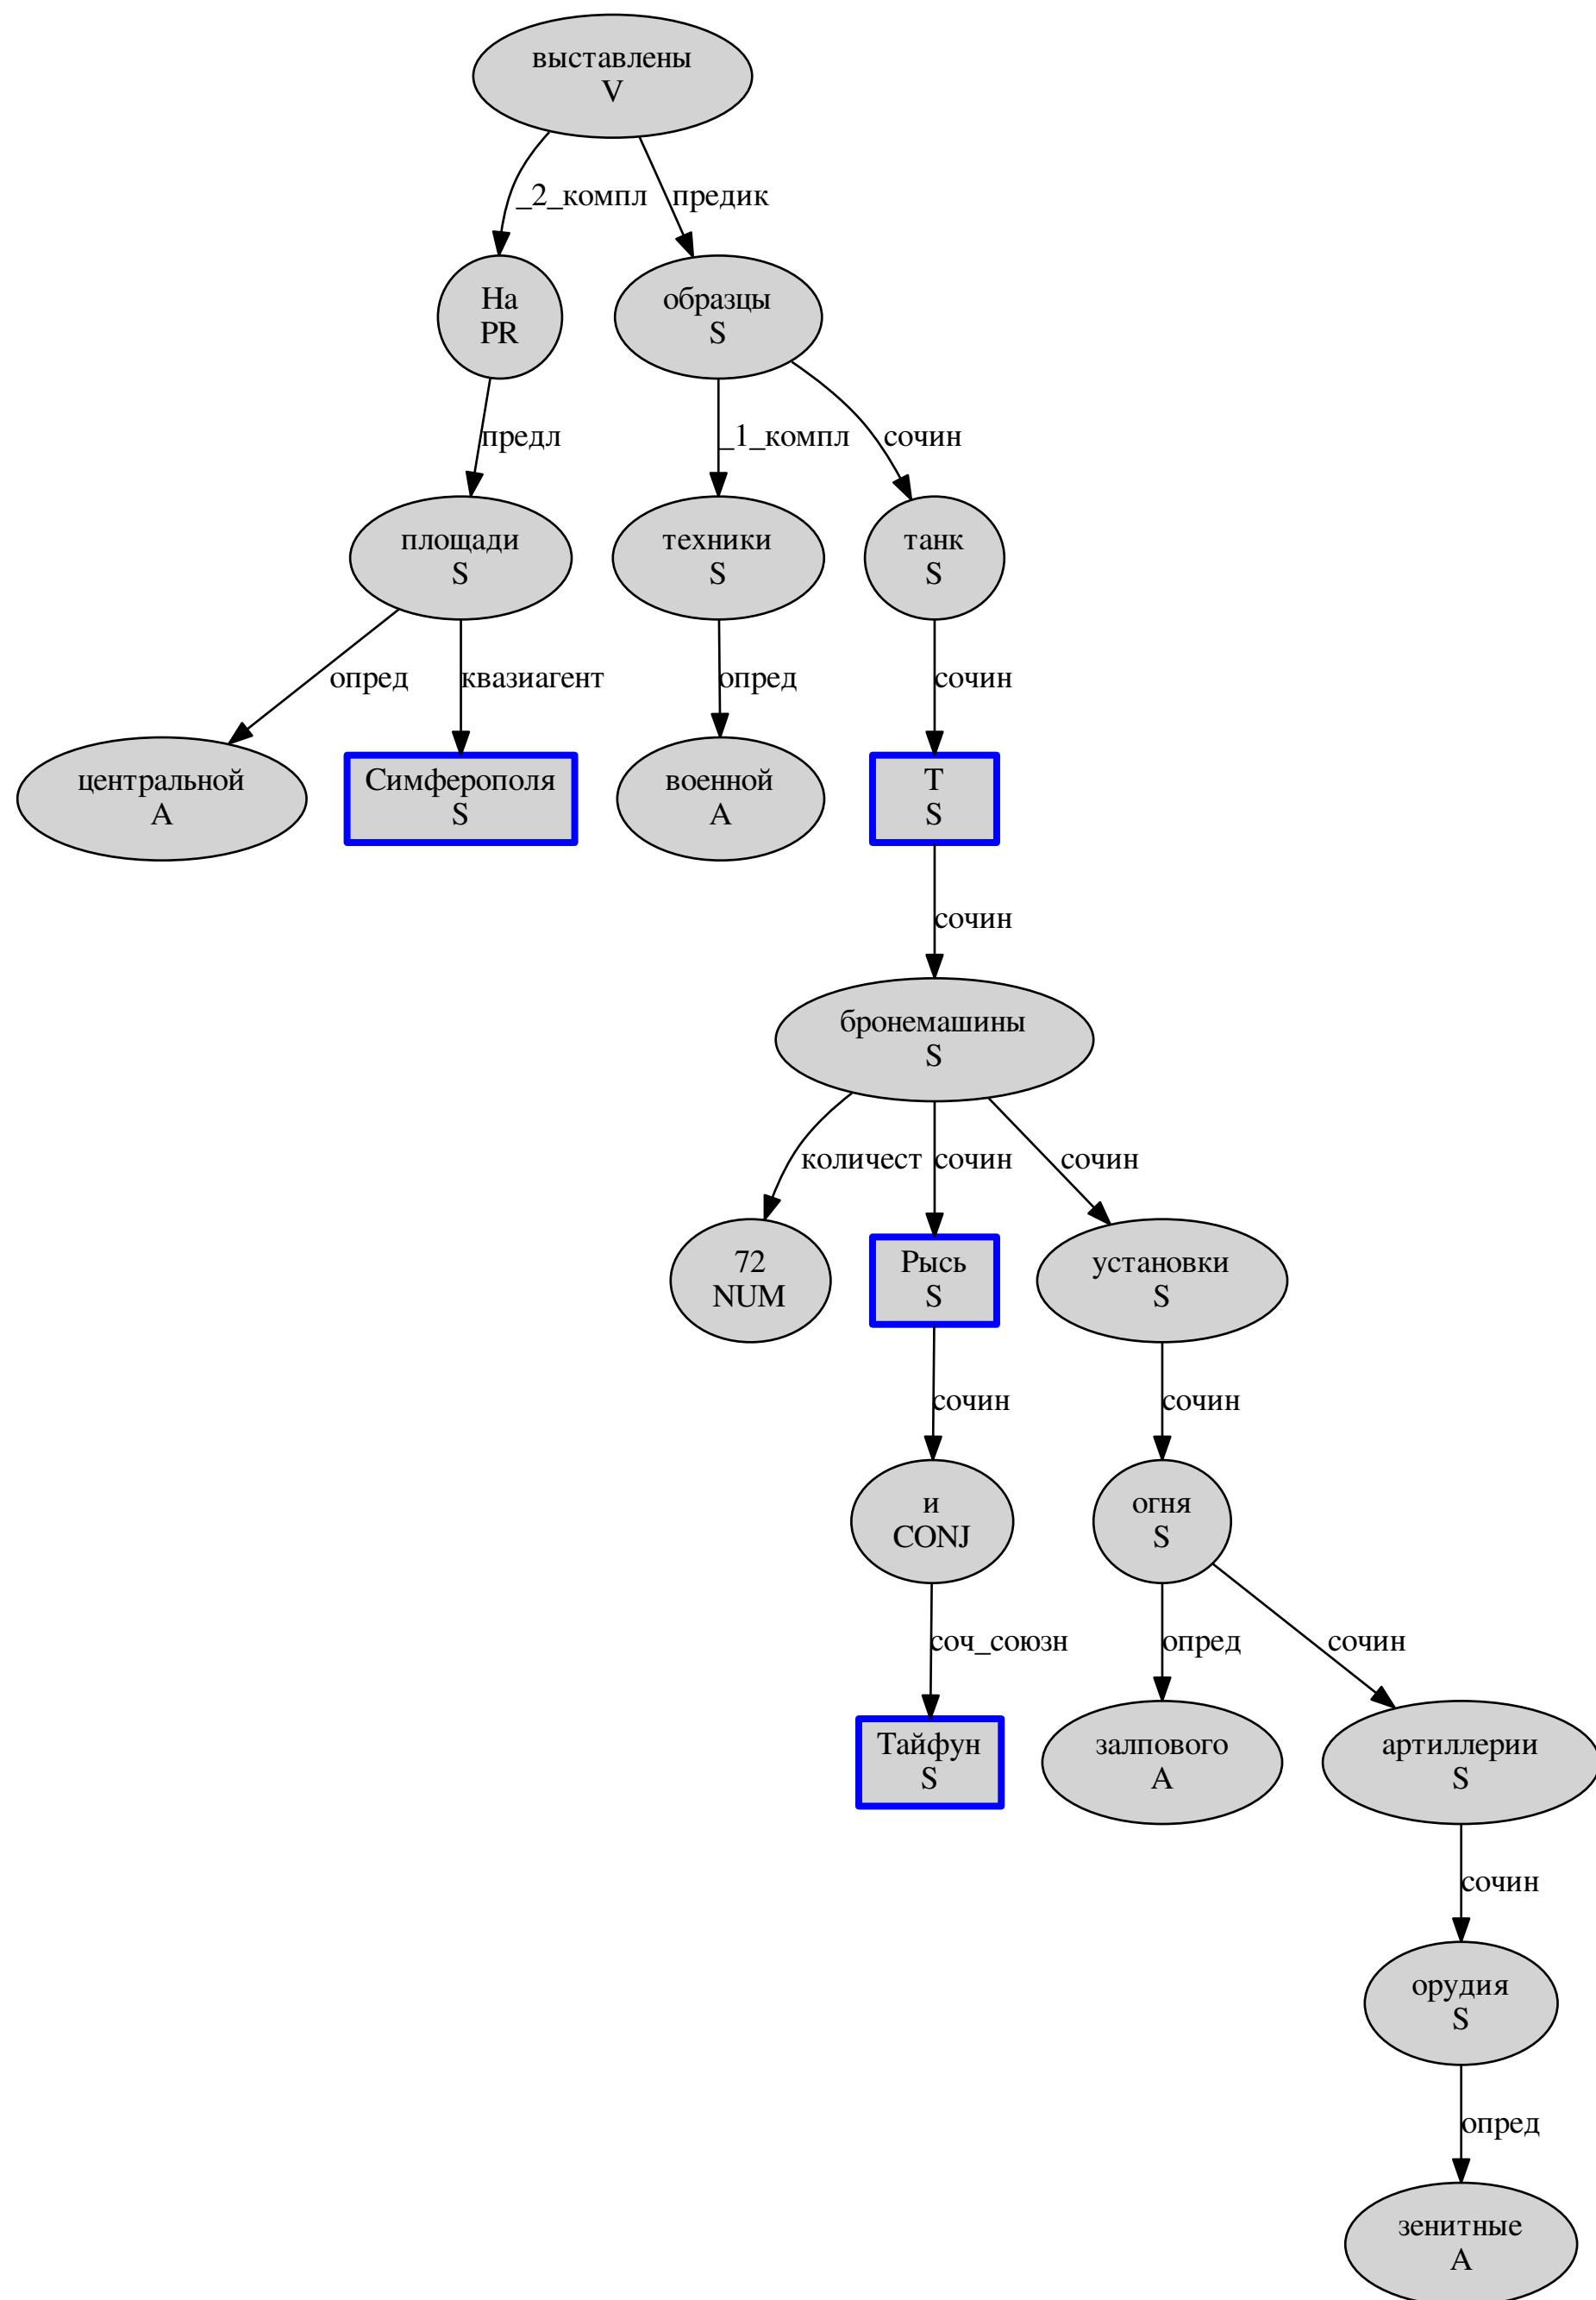 выставлены
V
_2_компл
предик
На
PR
образцы
S
предл
_1_компл
сочин
площади
S
техники
S
танк
S
опред
квазиагент
опред
сочин
центральной
A
Симферополя
S
военной
A
Т
S
сочин
бронемашины
S
количест
сочин
сочин
72
NUM
Рысь
S
установки
S
сочин
сочин
и
CONJ
огня
S
соч_союзн
опред
сочин
Тайфун
S
залпового
A
артиллерии
S
сочин
орудия
S
опред
зенитные
A